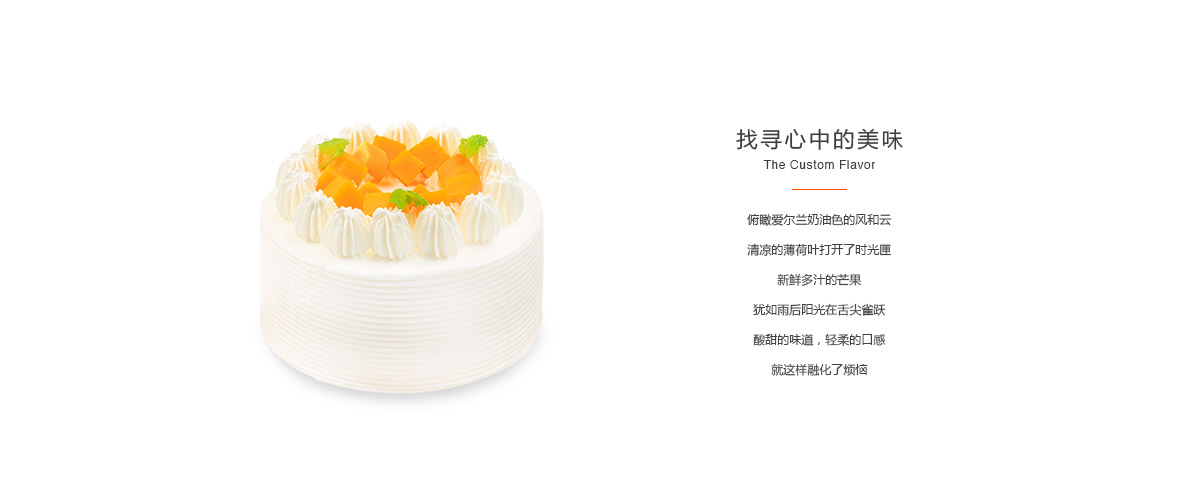 找寻心中的美味
The Custom Flavor
俯瞰爱尔兰奶油色的风和云
清凉的薄荷叶打开了时光匣
新鲜多汁的芒果
犹如雨后阳光在舌尖雀跃
酸甜的味道，轻柔的口感
就这样融化了烦恼